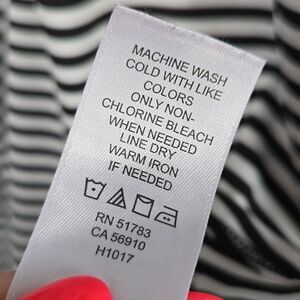 MACHINE WASH
COLD WITH LIKE
COLORS
ONLY NON-
CHLORINE BLEACH
WHEN NEEDED
LINE DRY
WARM IRON
IF NEEDED
RN 51783
CA 56910
H1017